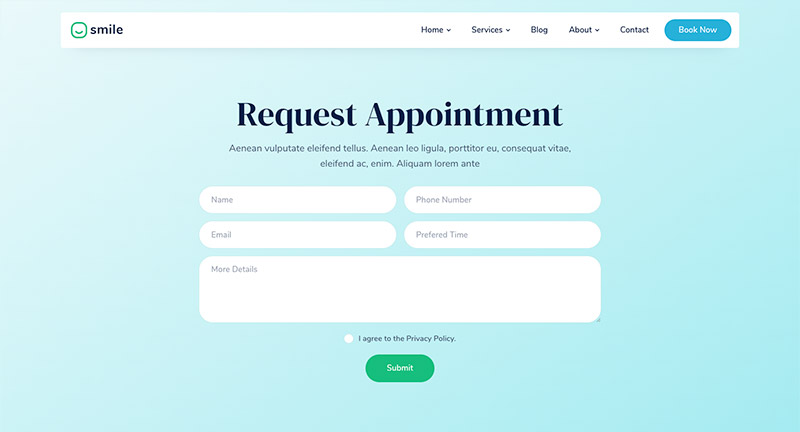 smile
Home
Services
Blog
About
Contact
Book Now
Request Appointment
Aenean vulputate eleifend tellus. Aenean leo ligula, porttitor eu, consequat vitae,
eleifend ac, enim. Aliquam lorem ante
Name
Phone Number
Email
Prefered Time
More Details
I agree to the Privacy Policy.
Submit